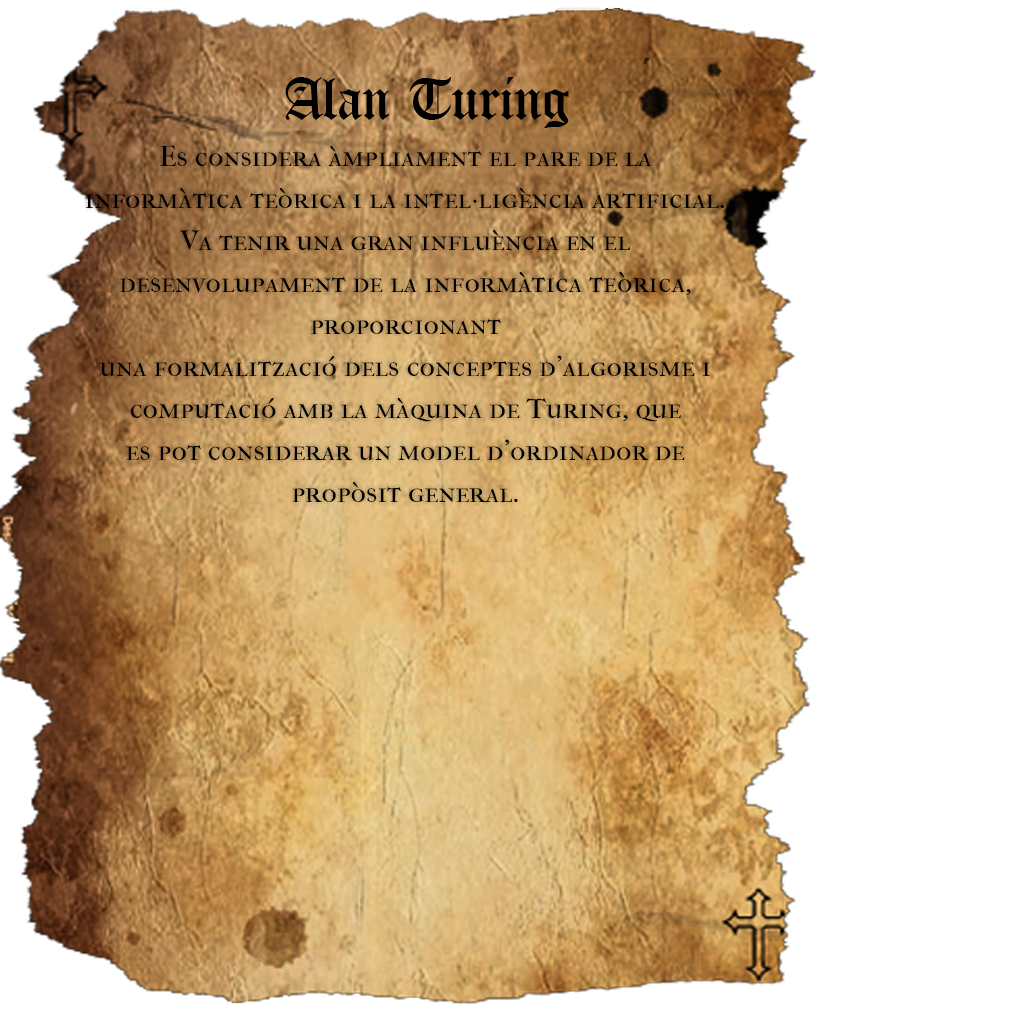 Alan Turing
Es considera àmpliament el pare de la
informàtica teòrica i la intel·ligència artificial.
Va tenir una gran influència en el
desenvolupament de la informàtica teòrica,
proporcionant
una formalització dels conceptes d’algorisme i
computació amb la màquina de Turing, que
es pot considerar un model d’ordinador de
propòsit general.